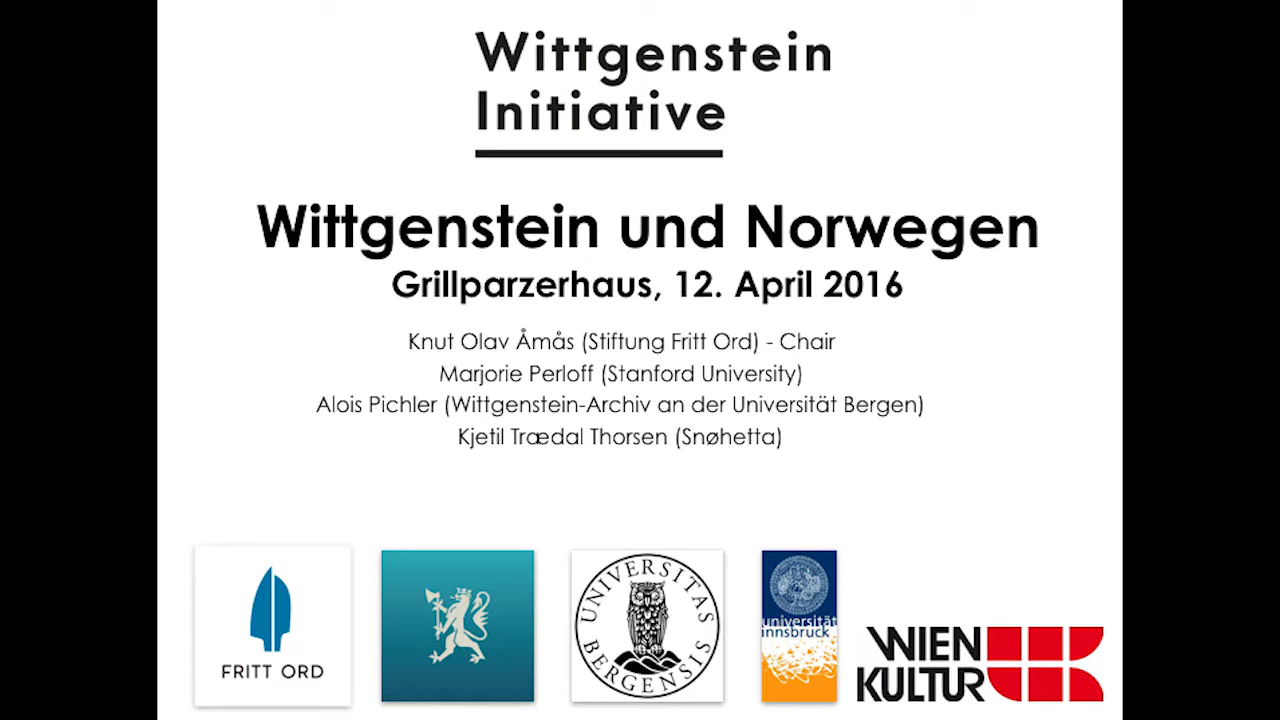 Wittgenstein
Initiative
Wittgenstein und Norwegen
Grillparzerhaus, 12. April 2016
Knut Olav Åmås (Stiftung Fritt Ord) - Chair
Marjorie Perloff (Stanford University)
Alois Pichler (Wittgenstein-Archiv an der Universität Bergen)
Kjetil Trædal Thorsen (Snøhetta)
FRITT ORD
UNIVERSITAS
BERGENSIS
universität
innsbruck
WIEN
KULTUR